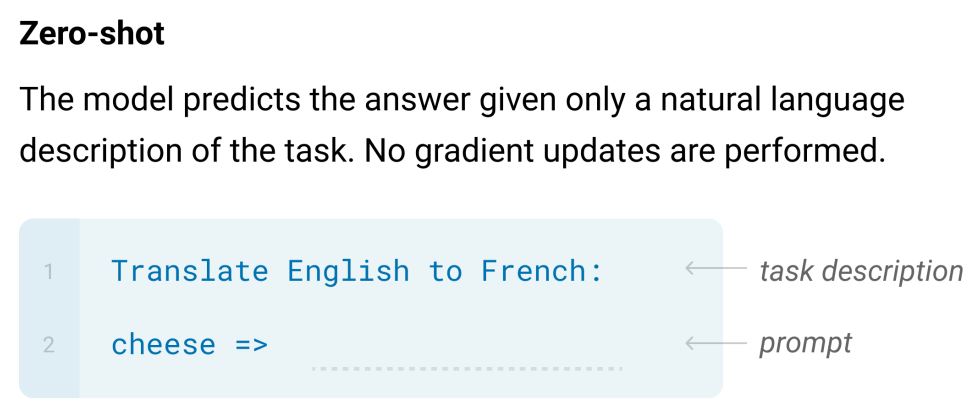 Zero-shot
The model predicts the answer given only a natural language
description of the task. No gradient updates are performed.
1 Translate English to French: task description
2 cheese => prompt